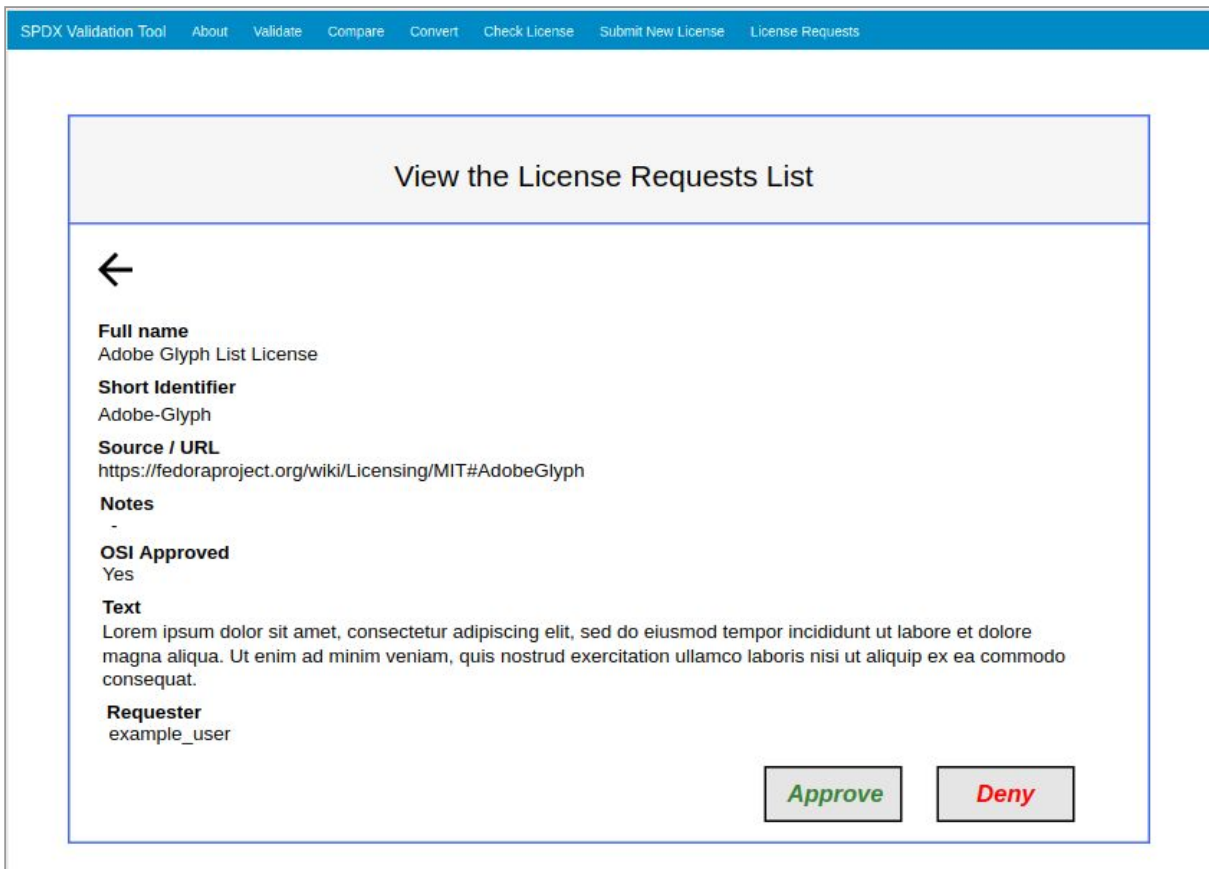 SPDX Validation Tool About Validate Compare Convert Check License Submit New License License Requests
View the License Requests List
Full name
Adobe Glyph List License
Short Identifier
Adobe-Glyph
Source / URL
https://fedoraproject.org/wiki/Licensing/MIT#AdobeGlyph
Notes
-
OSI Approved
Yes
Text
Lorem ipsum dolor sit amet, consectetur adipiscing elit, sed do eiusmod tempor incididunt ut labore et dolore
magna aliqua. Ut enim ad minim veniam, quis nostrud exercitation ullamco laboris nisi ut aliquip ex ea commodo
consequat.
Requester
example_user
Approve Deny